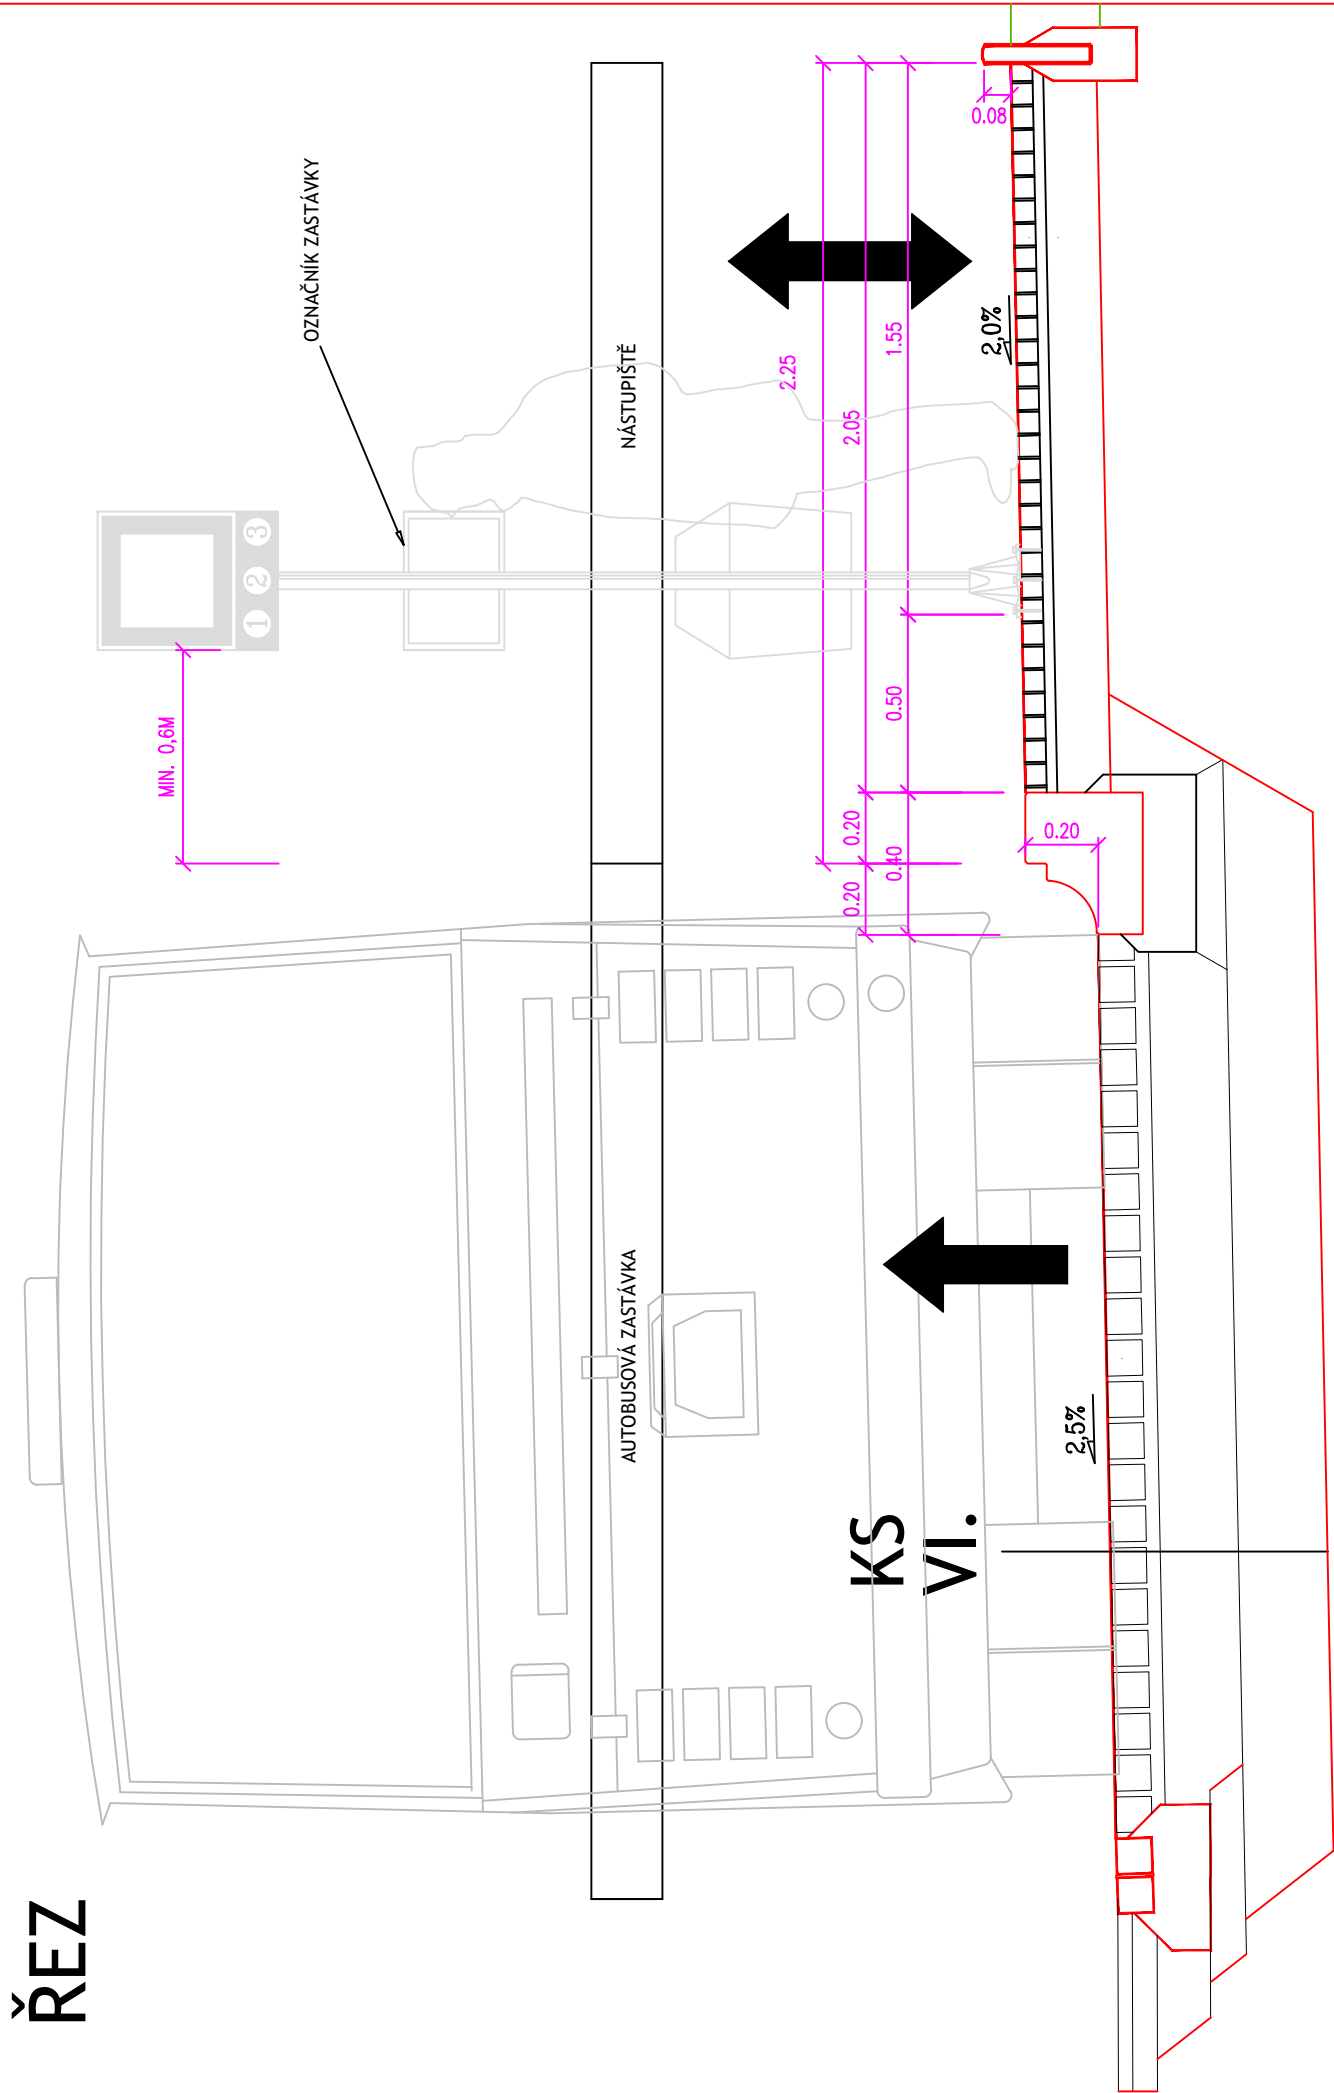 ŘEZ
OZNAČNÍK ZASTÁVKY
1 2 3
MIN. 0,6M
AUTOBUSOVÁ ZASTÁVKA
NÁSTUPIŠTĚ
2.25
0.20
0.20
2.05
0.40
0.50
1.55
0.08
0.20
2,0%
2,5%
KS
VI.